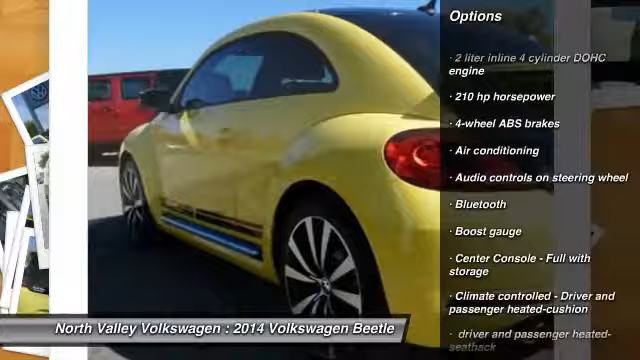 Options
· 2 liter inline 4 cylinder DOHC
engine
· 210 hp horsepower
· 4-wheel ABS brakes
· Air conditioning
· Audio controls on steering wheel
· Bluetooth
· Boost gauge
· Center Console - Full with
storage
· Climate controlled - Driver and
passenger heated-cushion
· driver and passenger heated-
seatback
North Valley Volkswagen : 2014 Volkswagen Beetle